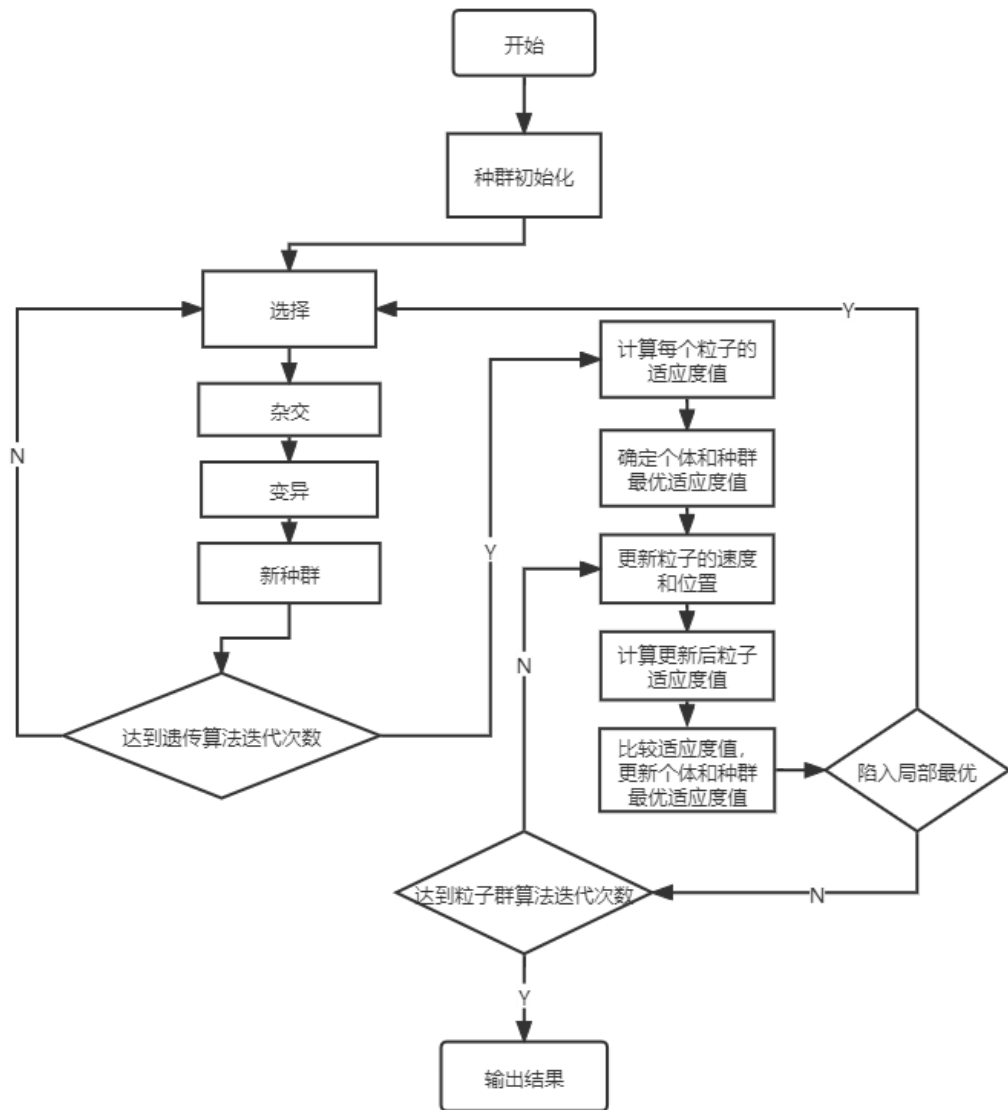 开始
种群初始化
选择
杂交
变异
新种群
达到遗传算法迭代次数
N
Y
计算每个粒子的
适应度值
确定个体和种群
最优适应度值
更新粒子的速度
和位置
计算更新后粒子
适应度值
比较适应度值，
更新个体和种群
最优适应度值
陷入局部最优
Y
N
达到粒子群算法迭代次数
N
Y
输出结果